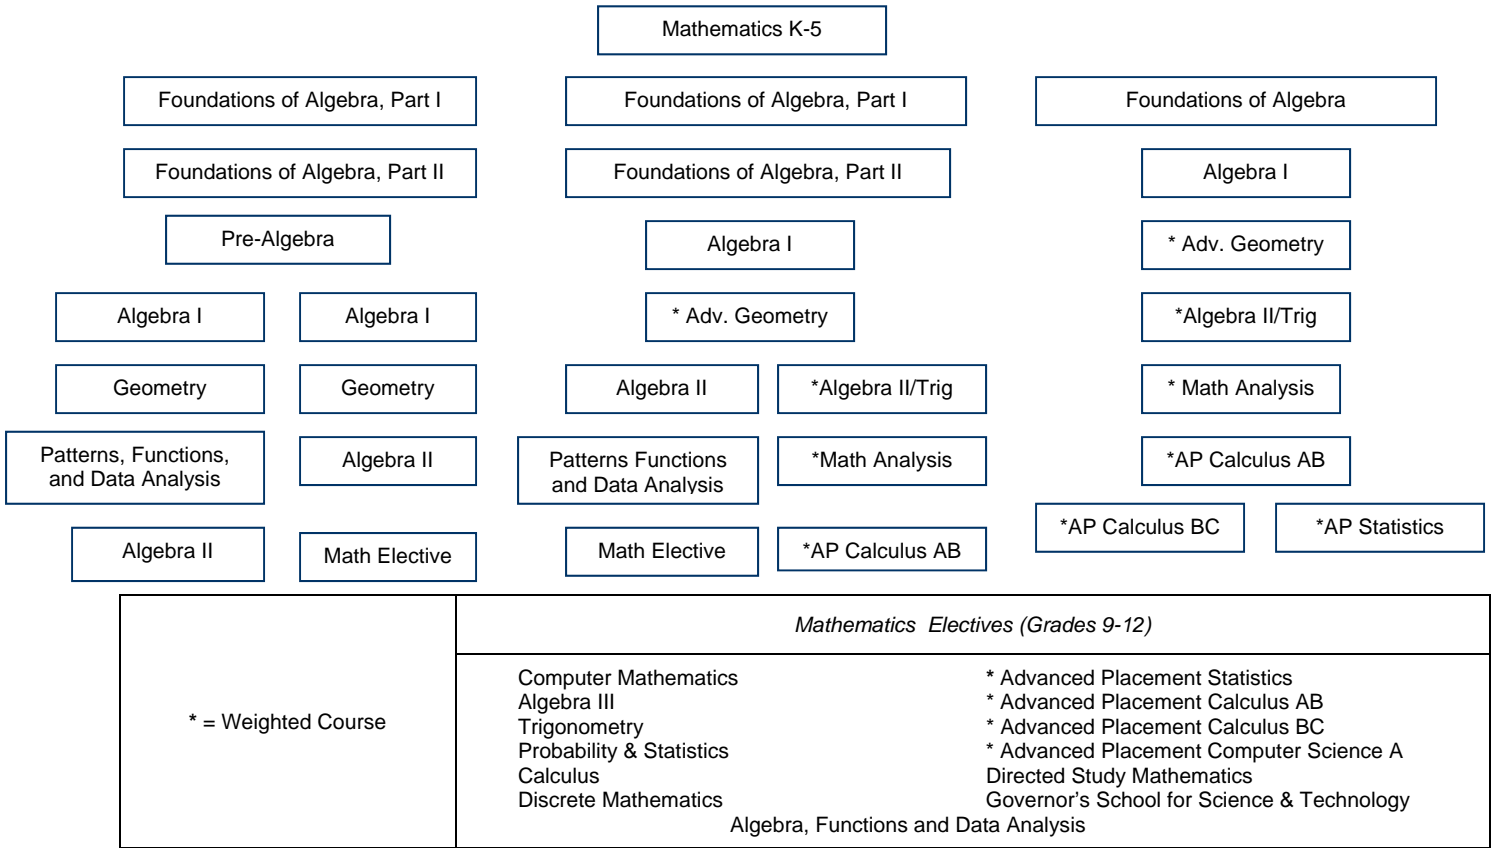 Mathematics K-5
Foundations of Algebra, Part I
Foundations of Algebra, Part I
Foundations of Algebra
Foundations of Algebra, Part II
Foundations of Algebra, Part II
Algebra I
Pre-Algebra
Algebra I
* Adv. Geometry
Algebra I
Algebra I
* Adv. Geometry
*Algebra II/Trig
Geometry
Geometry
Algebra II
*Algebra II/Trig
* Math Analysis
Patterns, Functions,
and Data Analysis
Algebra II
Patterns Functions
and Data Analysis
*Math Analysis
*AP Calculus AB
Algebra II
Math Elective
Math Elective
*AP Calculus AB
*AP Calculus BC
*AP Statistics
* = Weighted Course
Mathematics Electives (Grades 9-12)
Computer Mathematics
* Advanced Placement Statistics
Algebra III
* Advanced Placement Calculus AB
Trigonometry
* Advanced Placement Calculus BC
Probability & Statistics
* Advanced Placement Computer Science A
Calculus
Directed Study Mathematics
Discrete Mathematics
Governor’s School for Science & Technology
Algebra, Functions and Data Analysis